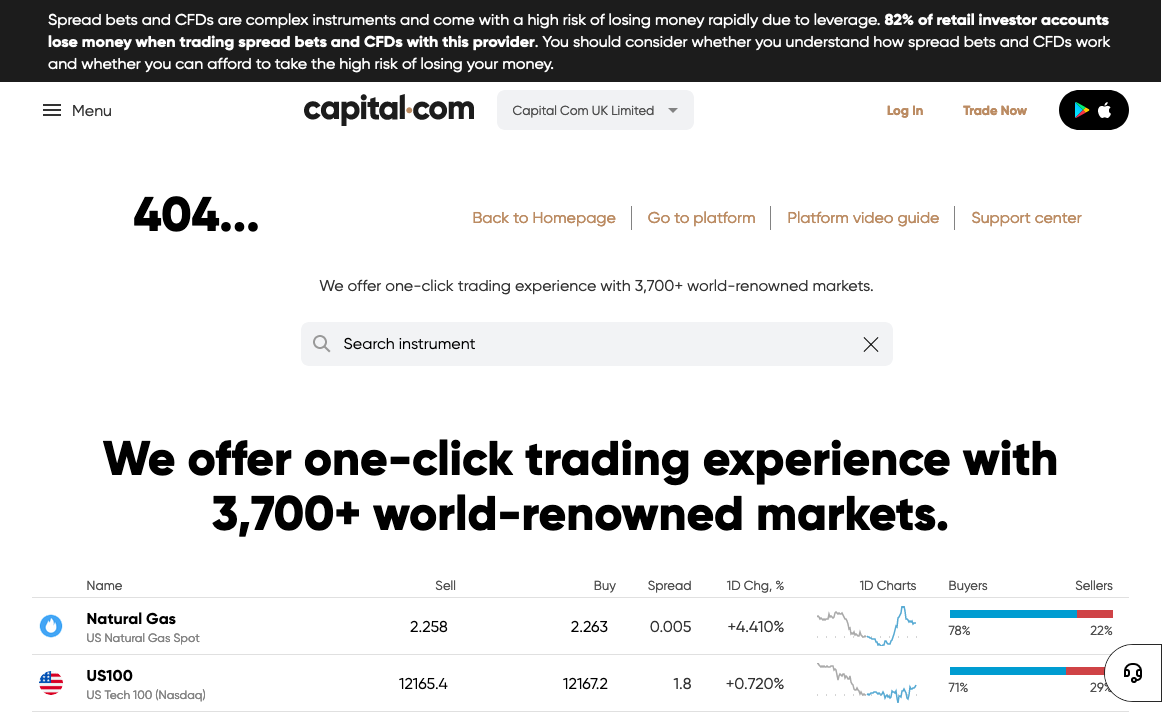 Spread bets and CFDs are complex instruments and come with a high risk of losing money rapidly due to leverage. 82% of retail investor accounts
lose money when trading spread bets and CFDs with this provider. You should consider whether you understand how spread bets and CFDs work
and whether you can afford to take the high risk of losing your money.
Menu
capital.com
Capital Com UK Limited
Log In
Trade Now
404...
Back to Homepage
Go to platform
Platform video guide
Support center
We offer one-click trading experience with 3,700+ world-renowned markets.
Search instrument
We offer one-click trading experience with
3,700+ world-renowned markets.
Name Sell Buy Spread 1D Chg, % 1D Charts Buyers Sellers
Natural Gas 2.258 2.263 0.005 +4.410%
US Natural Gas Spot 78% 22%
US100 12165.4 12167.2 1.8 +0.720%
US Tech 100 (Nasdaq) 71% 29%